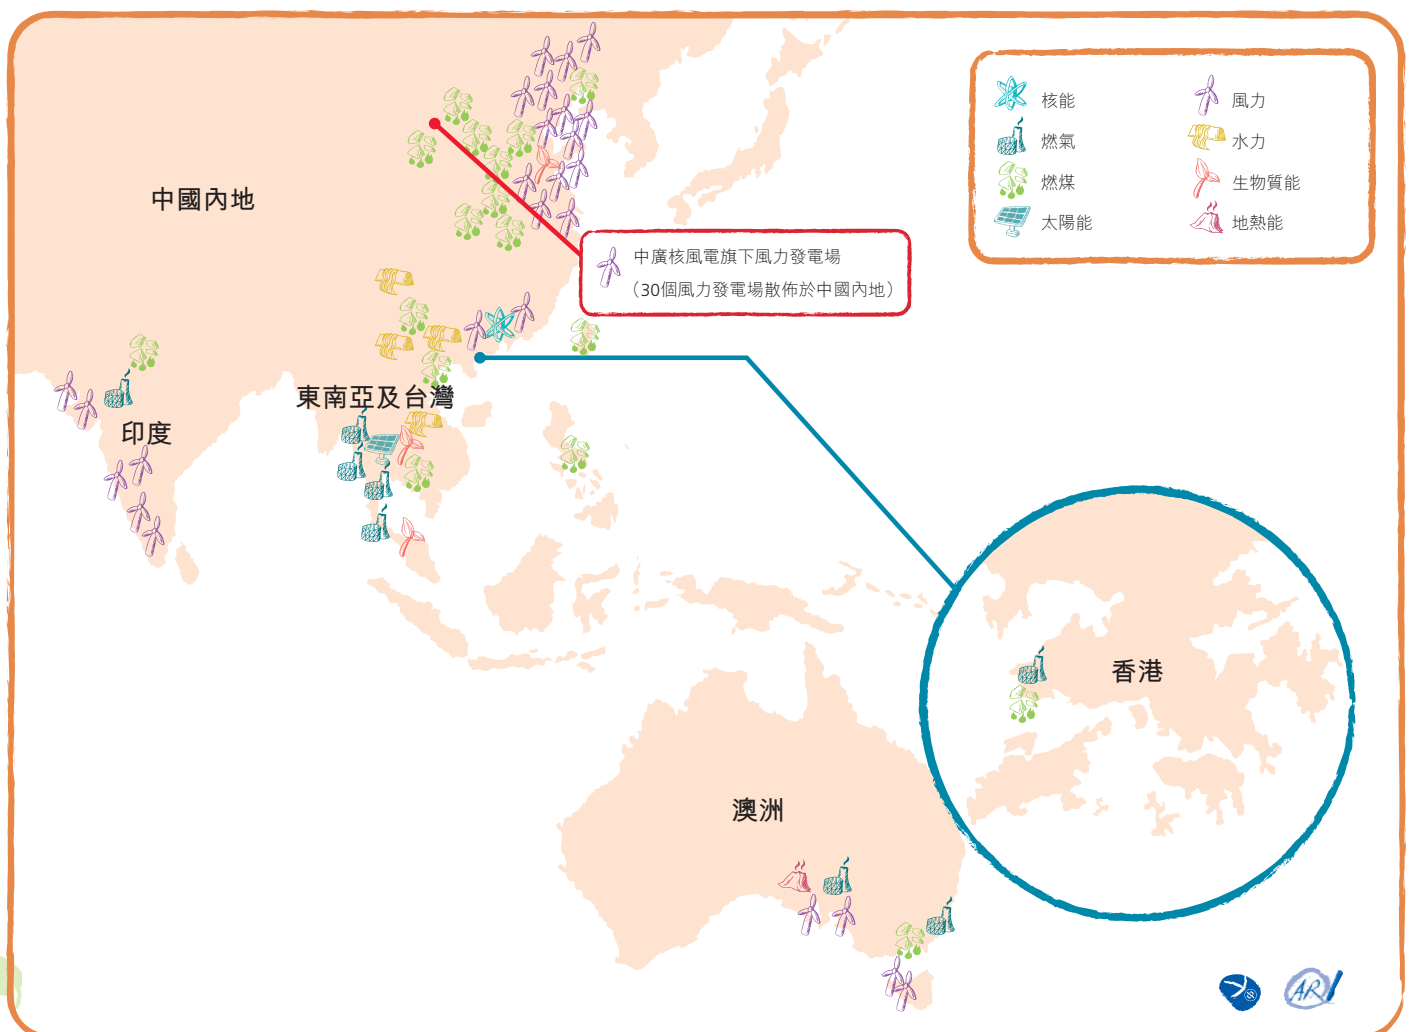 核能
風力
燃氣
水力
燃煤
生物質能
太陽能
地熱能
中國內地
中廣核風電旗下風力發電場
（30個風力發電場散佈於中國內地）
東南亞及台灣
印度
香港
澳洲
AR